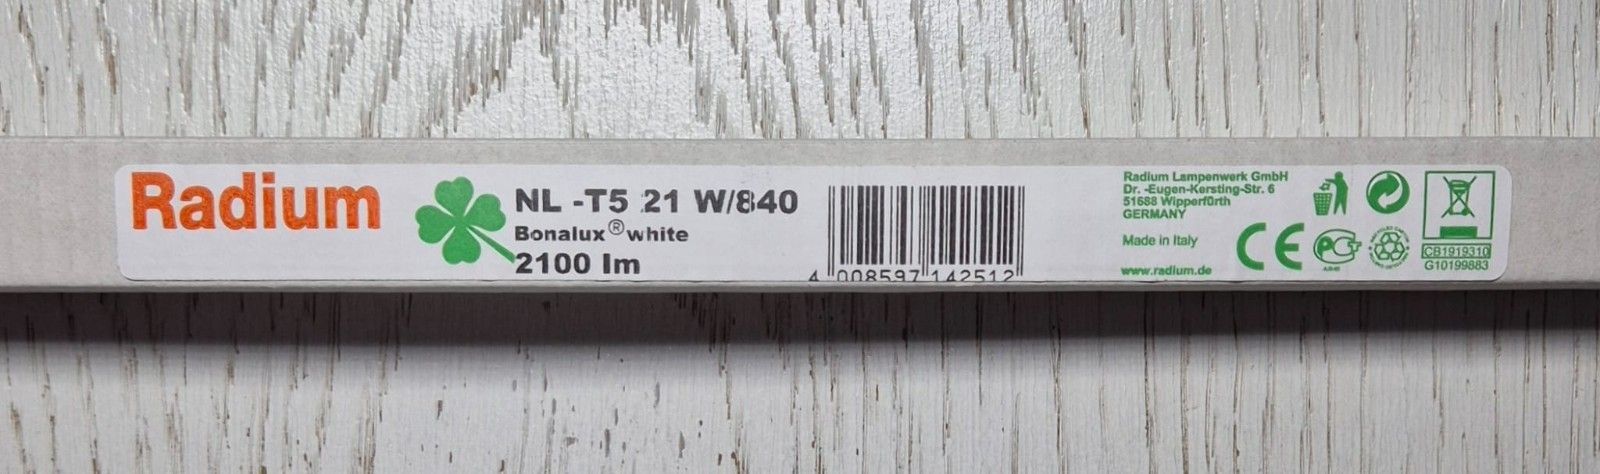 Radium
NL -T5 21 W/840
Bonalux®white
2100 lm
4 008597 142512
Radium Lampenwerk GmbH
Dr. -Eugen-Kersting-Str. 6
51688 Wipperfürth
GERMANY
Made in Italy
www.radium.de
CE
PCT
CB1919310
G10199883